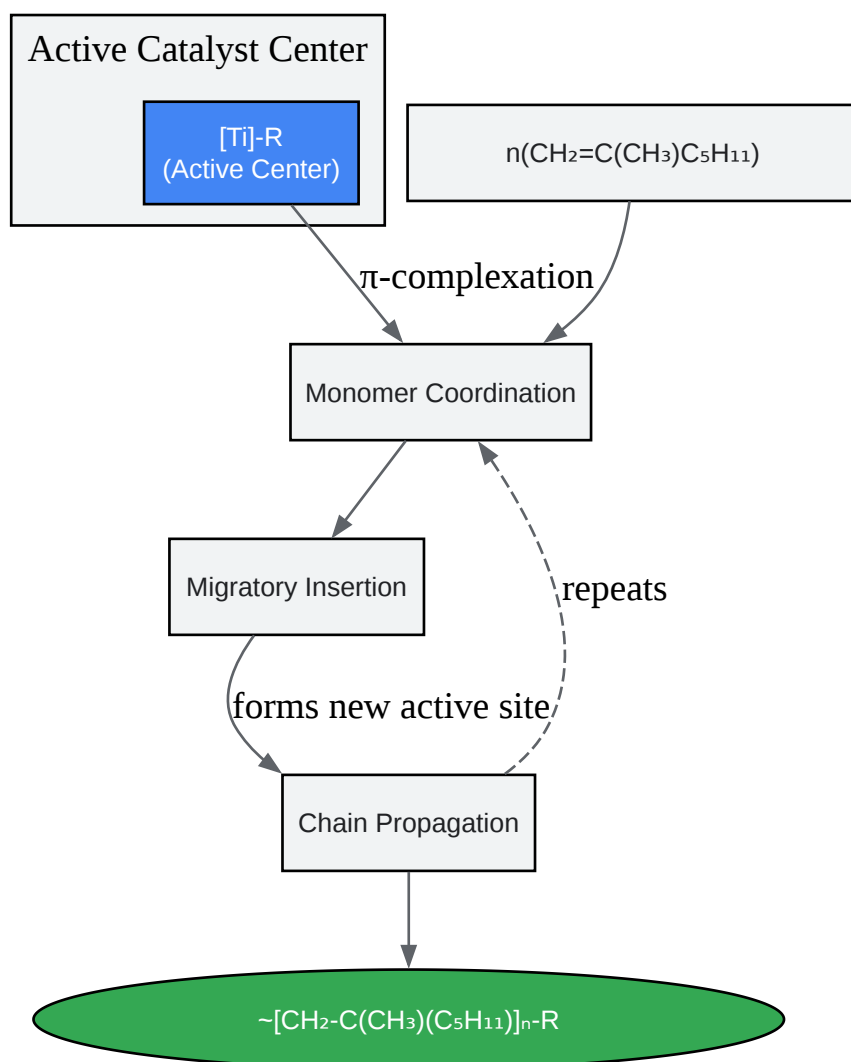 Active Catalyst Center
[Ti]-R
(Active Center)
n(CH₂=C(CH₃)C₅H₁₁)
π-complexation
Monomer Coordination
Migratory Insertion
repeats
forms new active site
Chain Propagation
~[CH₂-C(CH₃)(C₅H₁₁)]ₙ-R